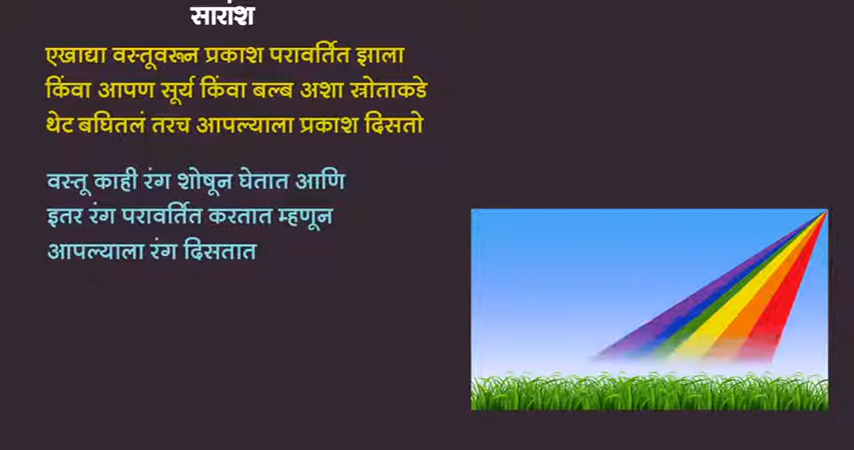 सारांश
एखाद्या वस्तूवरून प्रकाश परावर्तित झाला
किंवा आपण सूर्य किंवा बल्ब अशा स्रोताकडे
थेट बघितलं तरच आपल्याला प्रकाश दिसतो
वस्तू काही रंग शोषून घेतात आणि
इतर रंग परावर्तित करतात म्हणून
आपल्याला रंग दिसतात